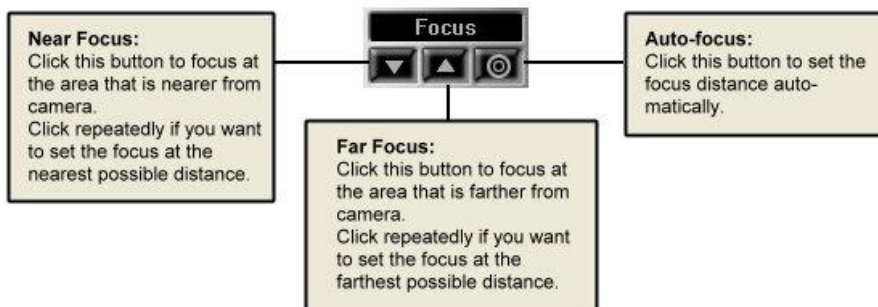 Focus
Near Focus:
Click this button to focus at
the area that is nearer from
camera.
Click repeatedly if you want
to set the focus at the
nearest possible distance.
Far Focus:
Click this button to focus at
the area that is farther from
camera.
Click repeatedly if you want
to set the focus at the
farthest possible distance.
Auto-focus:
Click this button to set the
focus distance auto-
matically.